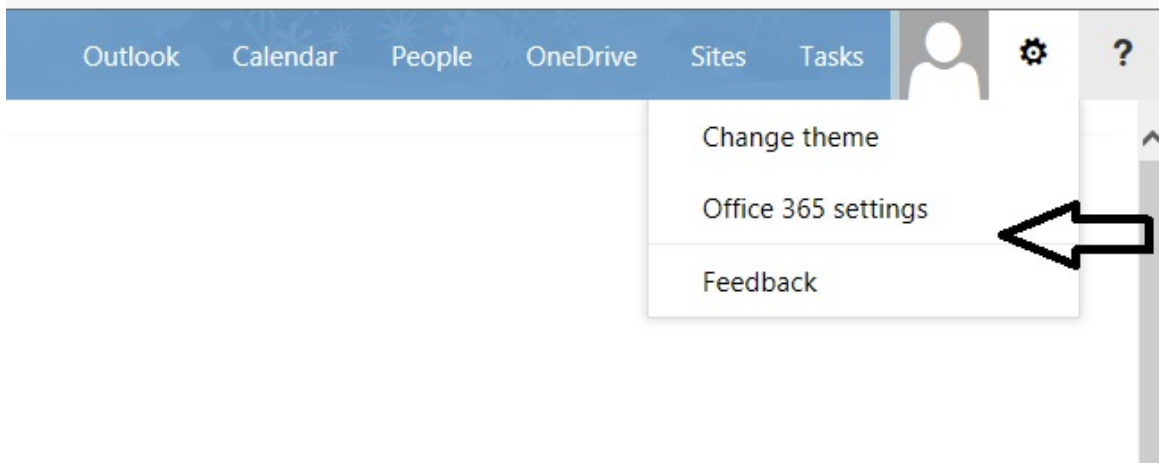 Outlook Calendar People OneDrive Sites Tasks ?
Change theme
Office 365 settings
Feedback